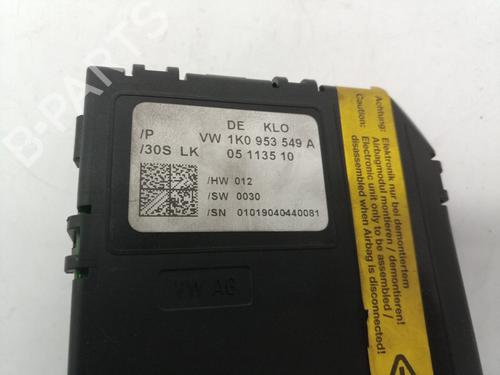 DE KLO
/P VW 1K0 953 549 A
/30S LK 05 1135 10
/HW 012
/SW 0030
/SN 01019040440081
VW AG
Achtung:
Elektronik nur bei demontiertem
Airbagmodul montieren / demontieren!
Electronic unit only to be assembled /
disassembled when Airbag is disconnected!
B-PARTS